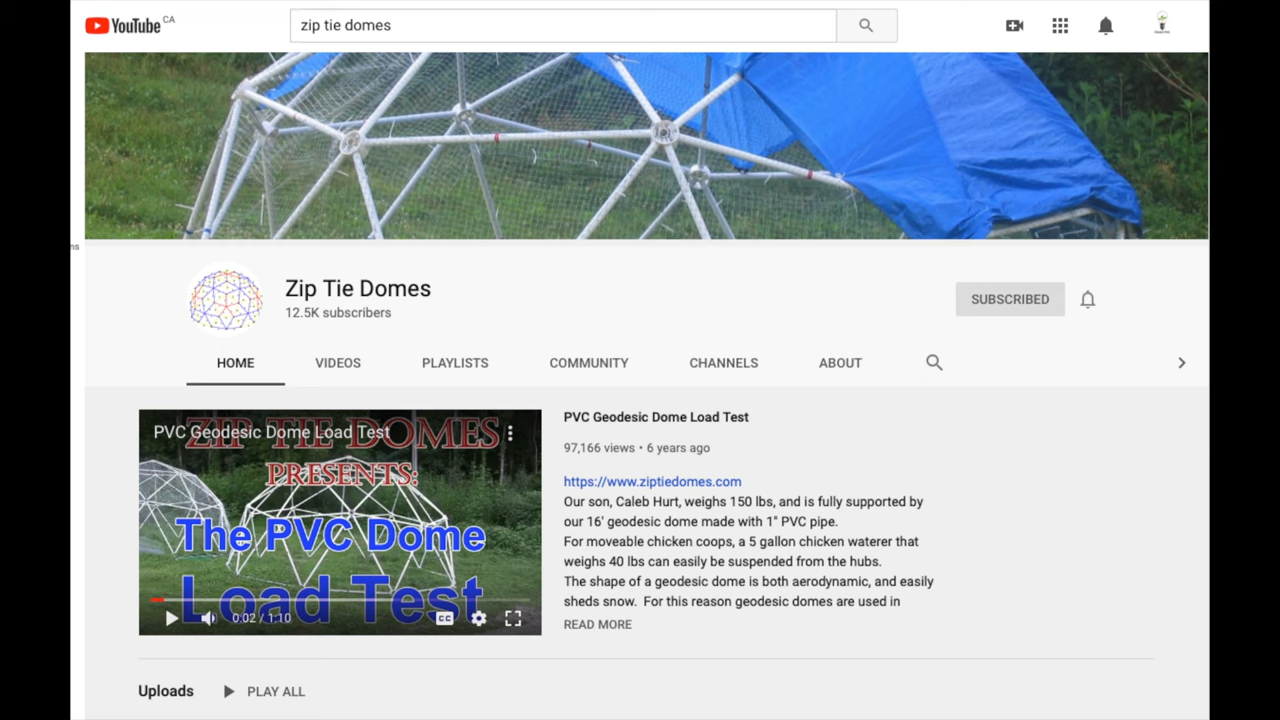 YouTube CA
zip tie domes
ns
Zip Tie Domes
12.5K subscribers
SUBSCRIBED
HOME VIDEOS PLAYLISTS COMMUNITY CHANNELS ABOUT
PVC Geodesic Dome Load Test
ZIP TIE DOMES
PRESENTS:
The PVC Dome
Load Test
0:02 / 1:10
CC
PVC Geodesic Dome Load Test
97,166 views • 6 years ago
https://www.ziptiedomes.com
Our son, Caleb Hurt, weighs 150 lbs, and is fully supported by
our 16' geodesic dome made with 1" PVC pipe.
For moveable chicken coops, a 5 gallon chicken waterer that
weighs 40 lbs can easily be suspended from the hubs.
The shape of a geodesic dome is both aerodynamic, and easily
sheds snow. For this reason geodesic domes are used in
READ MORE
Uploads PLAY ALL